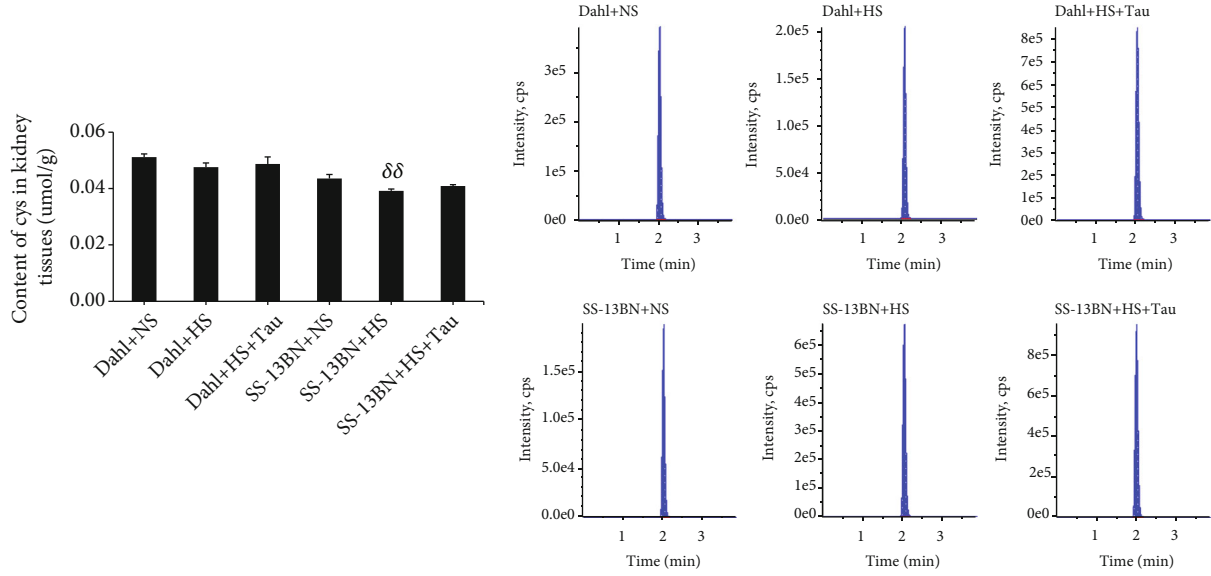 Content of cys in kidney
tissues (umol/g)
0.06
0.04
0.02
0.00
δδ
Dahl+NS
Dahl+HS
Dahl+HS+Tau
SS-13BN+NS
SS-13BN+HS
SS-13BN+HS+Tau
Dahl+NS
Intensity, cps
3e5
2e5
1e5
0e0
1 2 3
Time (min)
Dahl+HS
Intensity, cps
2.0e5
1.5e5
1.0e5
5.0e4
0.0e0
1 2 3
Time (min)
Dahl+HS+Tau
Intensity, cps
8e5
7e5
6e5
5e5
4e5
3e5
2e5
1e5
0e0
1 2 3
Time (min)
SS-13BN+NS
Intensity, cps
1.5e5
1.0e5
5.0e4
0.0e0
1 2 3
Time (min)
SS-13BN+HS
Intensity, cps
6e5
5e5
4e5
3e5
2e5
1e5
0e0
1 2 3
Time (min)
SS-13BN+HS+Tau
Intensity, cps
8e5
6e5
4e5
2e5
0e0
1 2 3
Time (min)